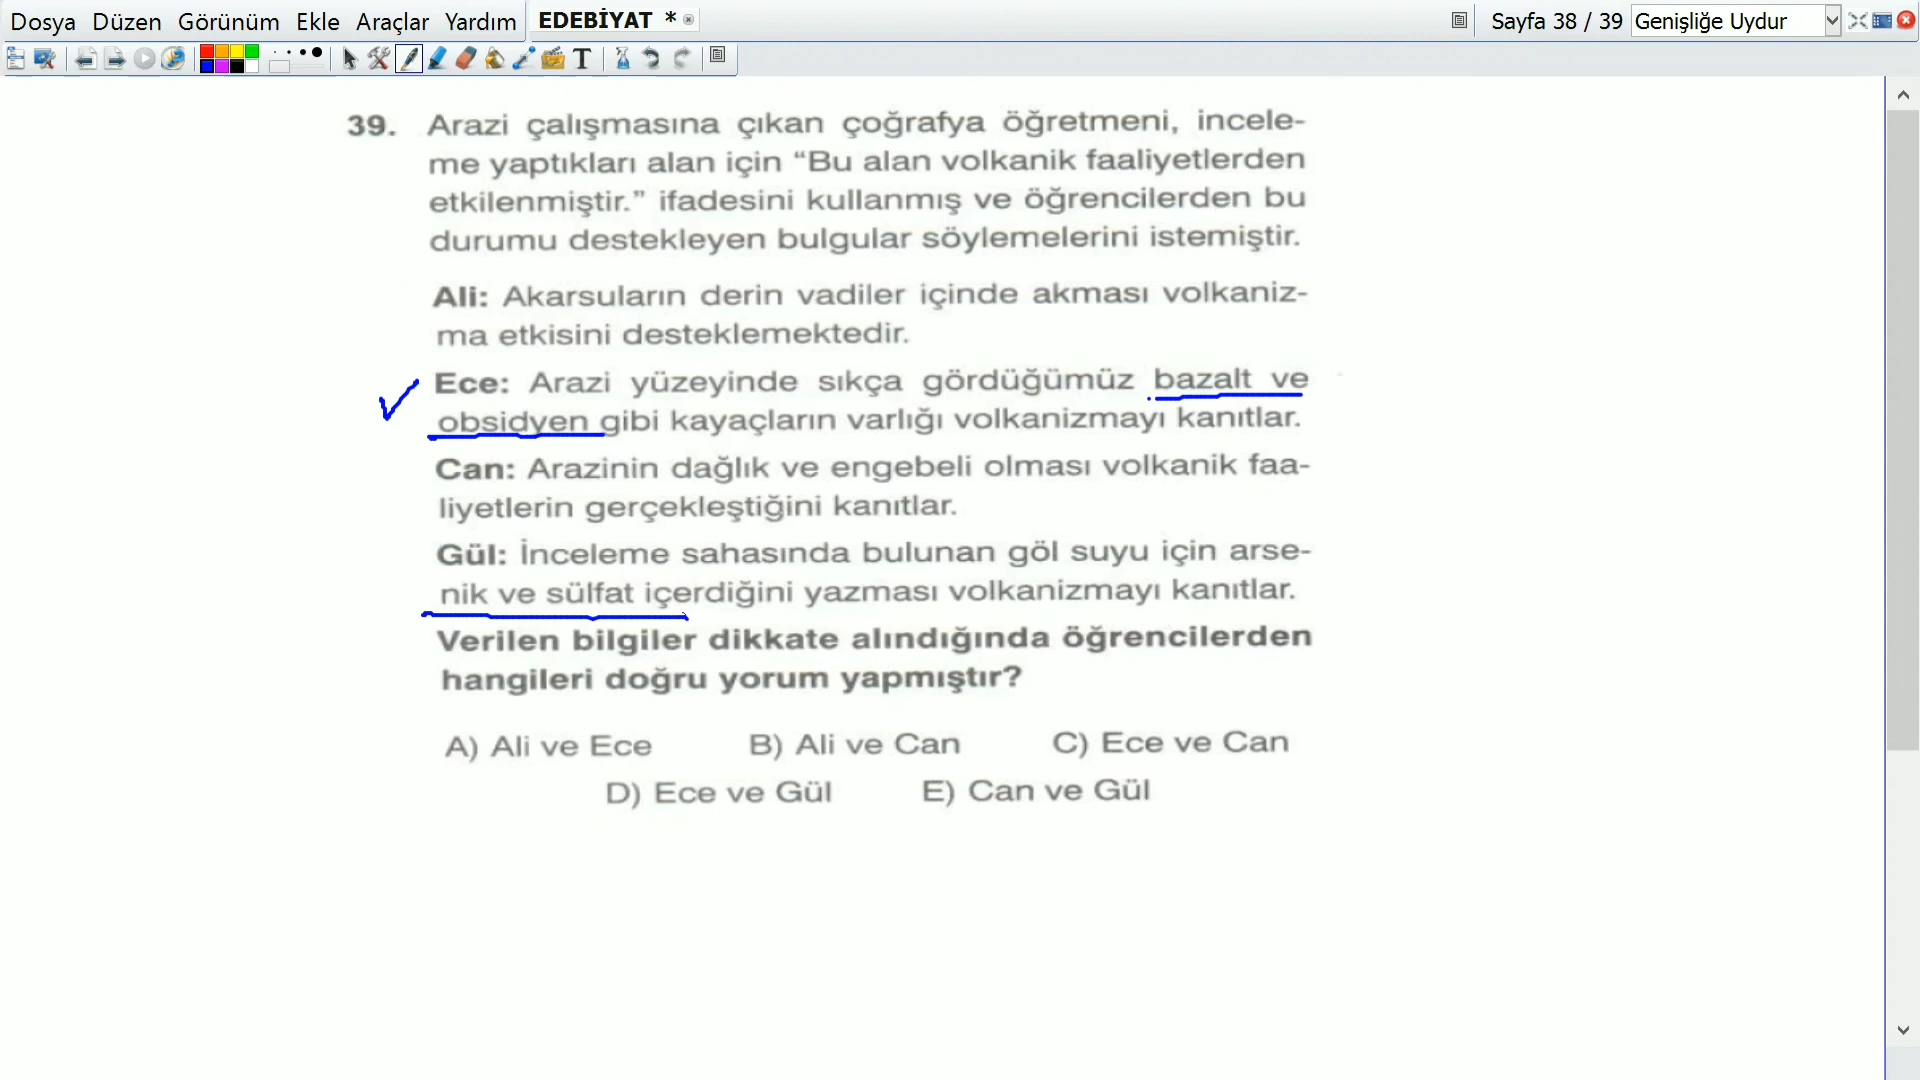 Dosya Düzen Görünüm Ekle Araçlar Yardım EDEBİYAT * Sayfa 38 / 39 Genişliğe Uydur
39. Arazi çalışmasına çıkan çoğrafya öğretmeni, incele-
me yaptıkları alan için “Bu alan volkanik faaliyetlerden
etkilenmiştir.” ifadesini kullanmış ve öğrencilerden bu
durumu destekleyen bulgular söylemelerini istemiştir.
Ali: Akarsuların derin vadiler içinde akması volkaniz-
ma etkisini desteklemektedir.
Ece: Arazi yüzeyinde sıkça gördüğümüz bazalt ve
obsidyen gibi kayaçların varlığı volkanizmayı kanıtlar.
Can: Arazinin dağlık ve engebeli olması volkanik faa-
liyetlerin gerçekleştiğini kanıtlar.
Gül: İnceleme sahasında bulunan göl suyu için arse-
nik ve sülfat içerdiğini yazması volkanizmayı kanıtlar.
Verilen bilgiler dikkate alındığında öğrencilerden
hangileri doğru yorum yapmıştır?
A) Ali ve Ece B) Ali ve Can C) Ece ve Can
D) Ece ve Gül E) Can ve Gül